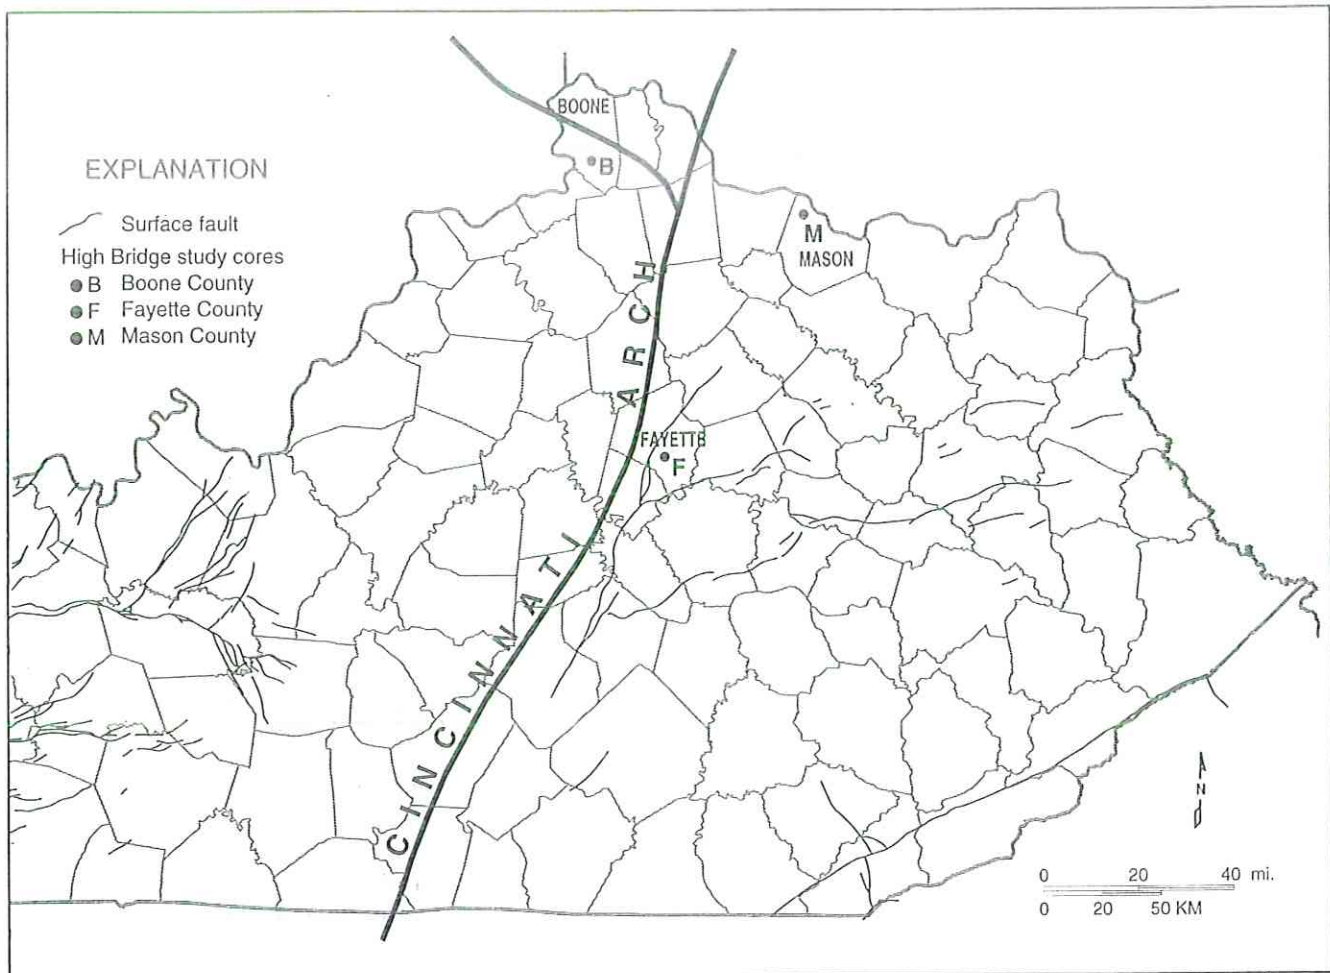 BOONE
B
EXPLANATION
Surface fault
High Bridge study cores
B Boone County
F Fayette County
M Mason County
M
MASON
FAYETTE
F
CINCINNATI ARCH
N
0 20 40 mi.
0 20 50 KM